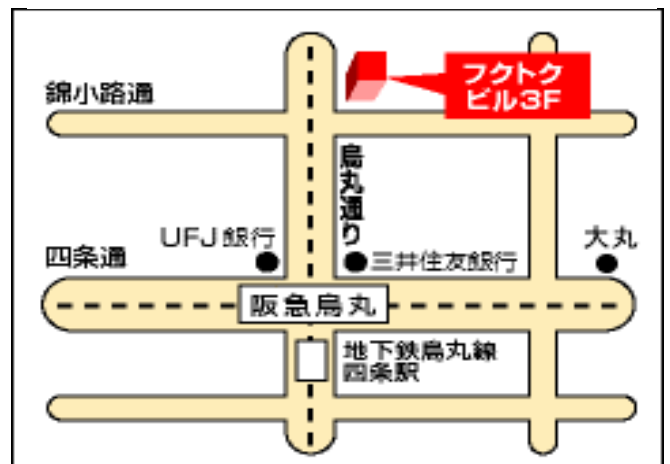 フクトク
ビル3F
錦小路通
烏丸通り
UFJ銀行
四条通
三井住友銀行
大丸
阪急烏丸
地下鉄烏丸線
四条駅